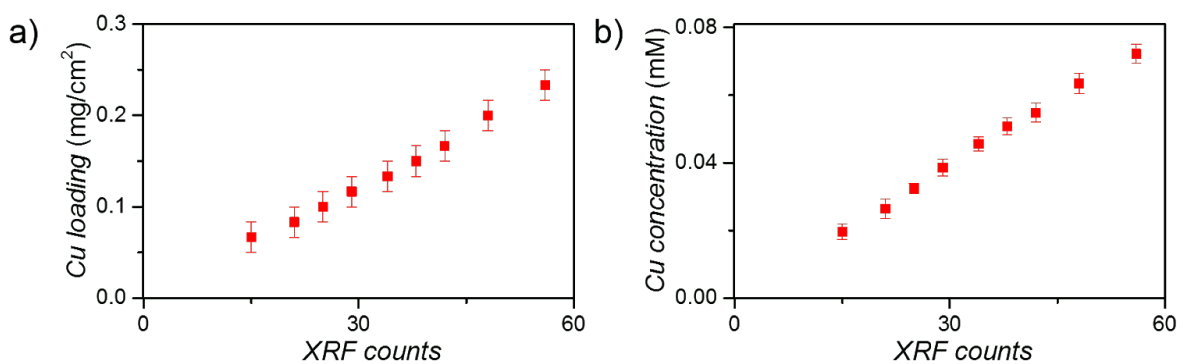 a)
Cu loading (mg/cm²)
0.3
0.2
0.1
0.0
0
30
60
XRF counts
b)
Cu concentration (mM)
0.08
0.04
0.00
0
30
60
XRF counts